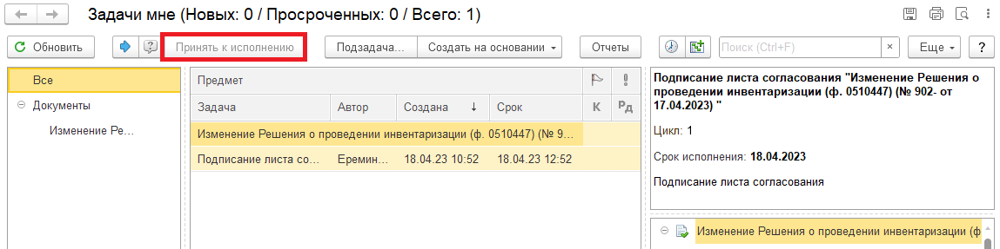 Задачи мне (Новых: 0 / Просроченных: 0 / Всего: 1)
Обновить
Принять к исполнению
Подзадача...
Создать на основании
Отчеты
Поиск (Ctrl+F)
×
Еще
?
Все
Документы
Изменение Ре...
Предмет
Задача Автор Создана ↓ Срок К Рд
Изменение Решения о проведении инвентаризации (ф. 0510447) (№ 9...
Подписание листа со... Еремин... 18.04.23 10:52 18.04.23 12:52
Подписание листа согласования "Изменение Решения о
проведении инвентаризации (ф. 0510447) (№ 902- от
17.04.2023) "
Цикл: 1
Срок исполнения: 18.04.2023
Подписание листа согласования
Изменение Решения о проведении инвентаризации (ф